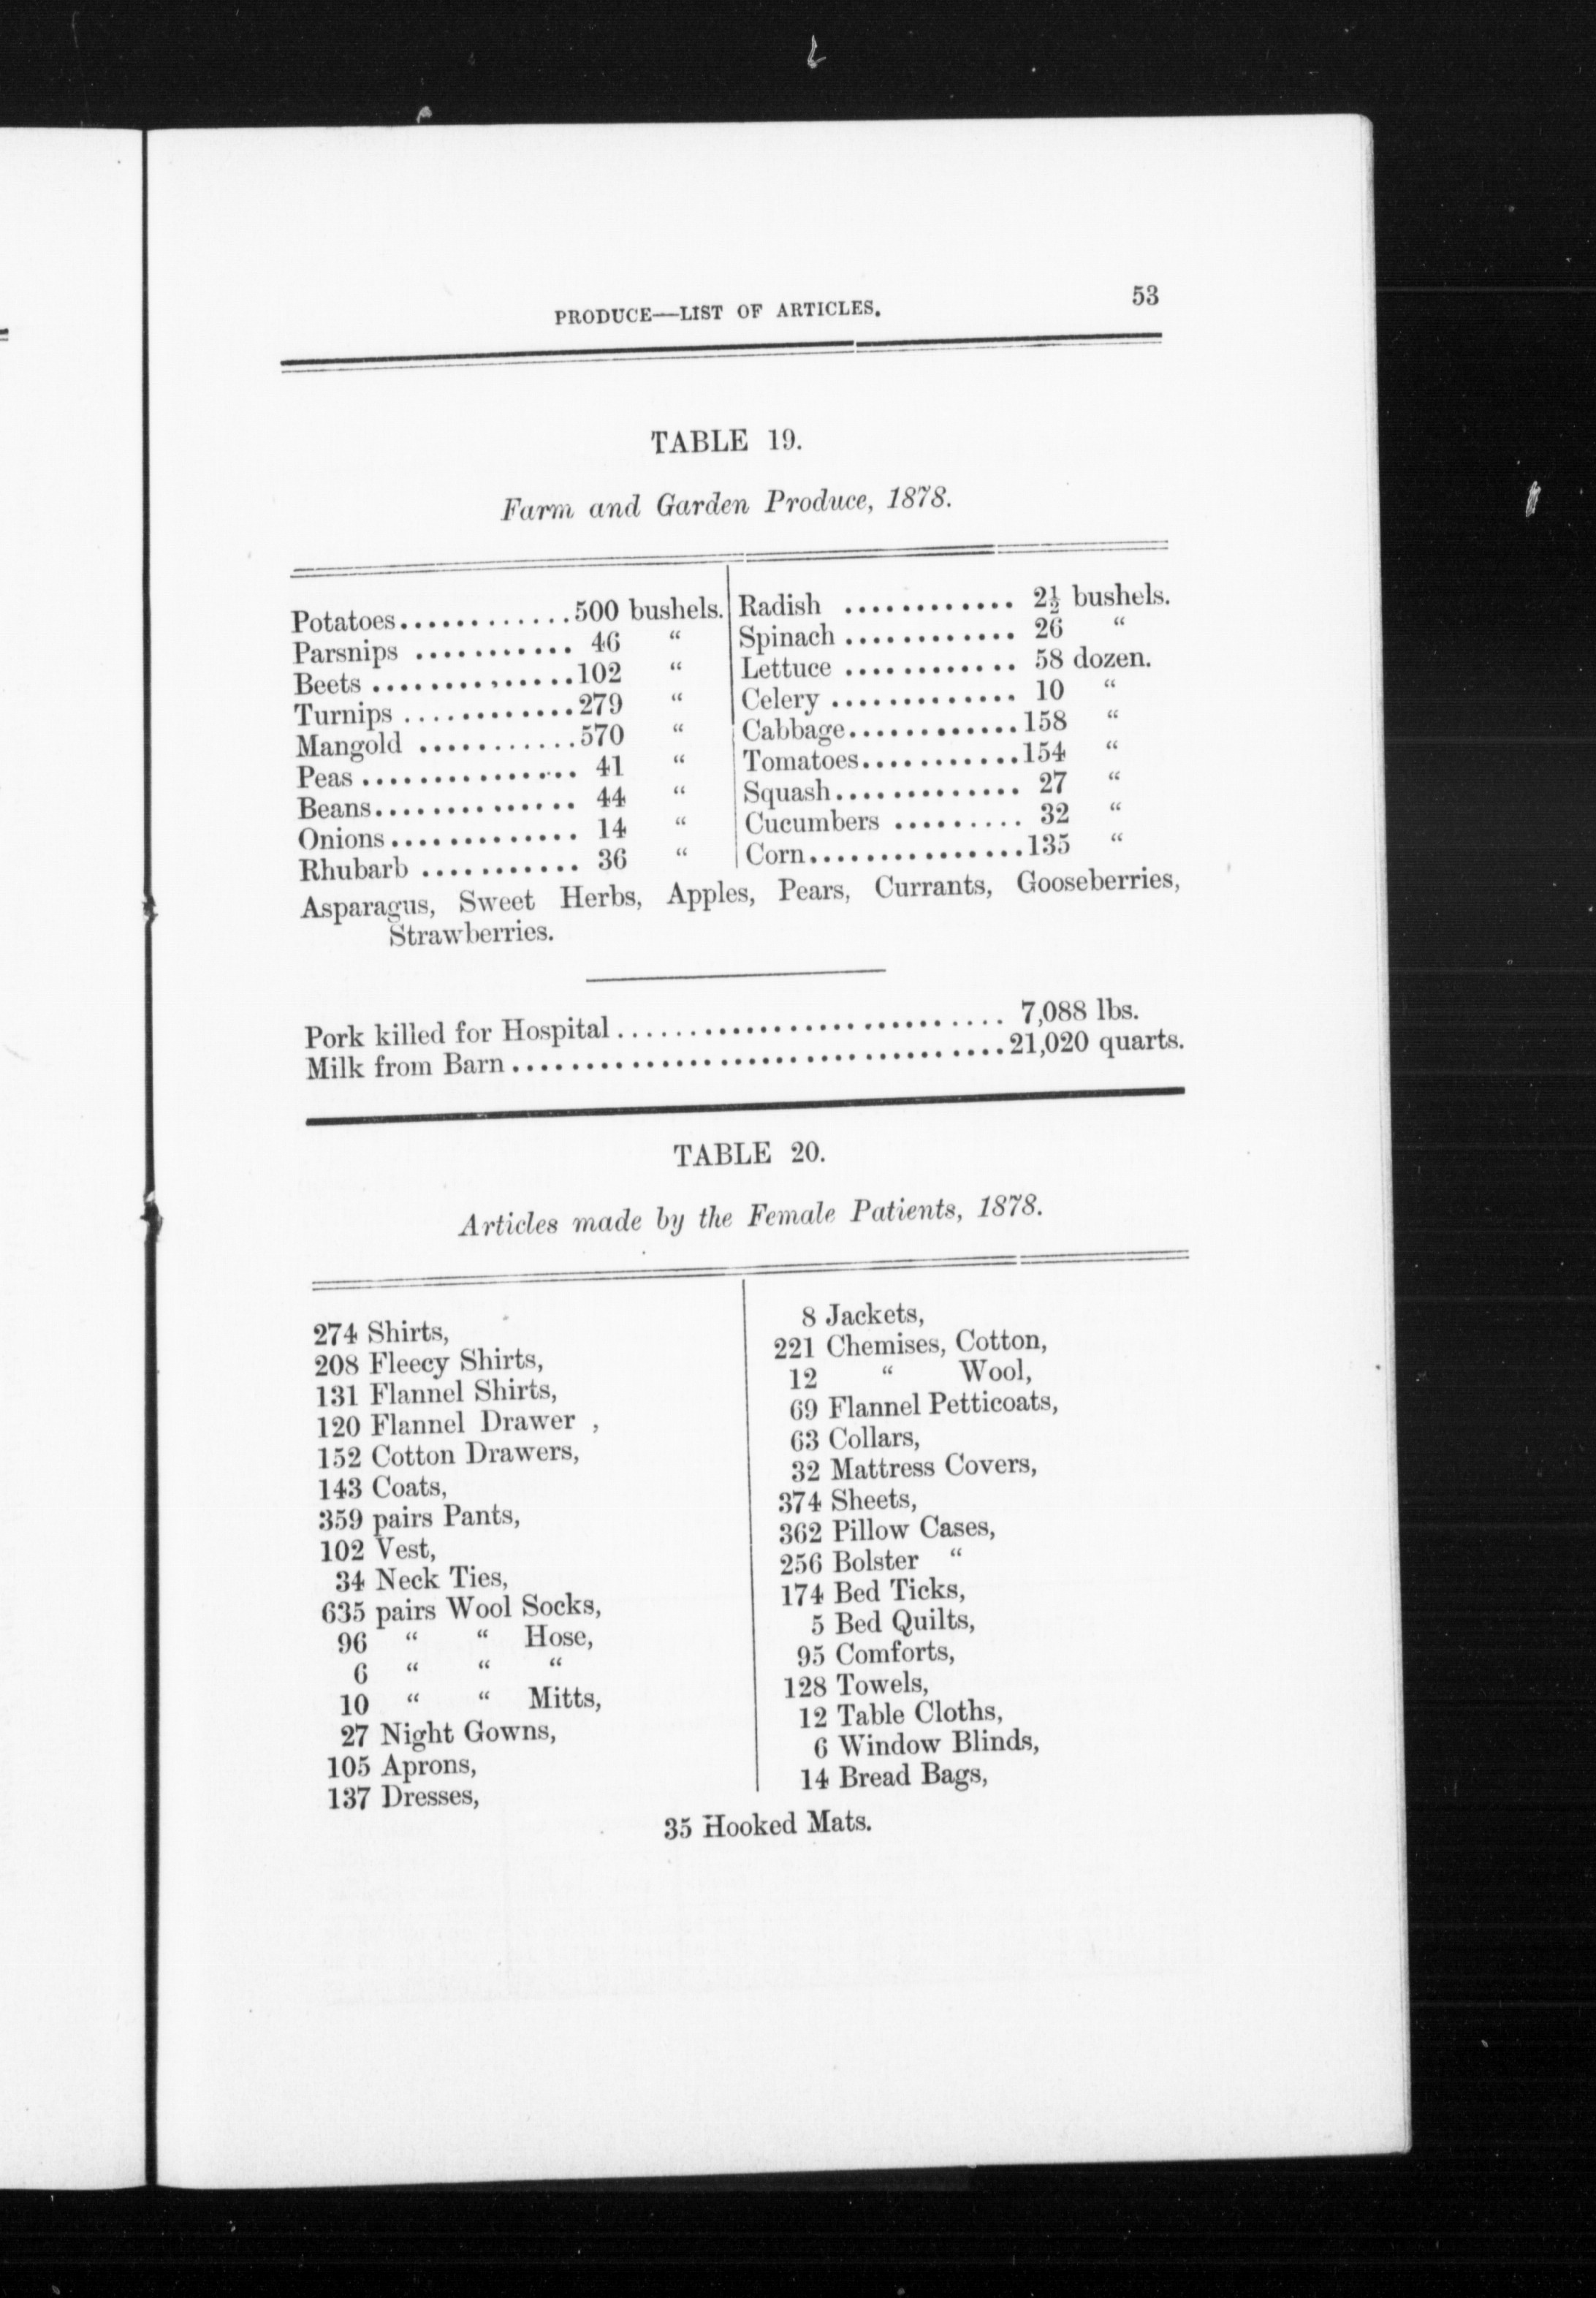 PRODUCE—LIST OF ARTICLES.
53
TABLE 19.
Farm and Garden Produce, 1878.
Potatoes............500 bushels.
Parsnips ........... 46 “
Beets ..............102 “
Turnips ............279 “
Mangold ...........570 “
Peas ............... 41 “
Beans.............. 44 “
Onions............. 14 “
Rhubarb ........... 36 “
Radish ............ 2½ bushels.
Spinach ............ 26 “
Lettuce ............ 58 dozen.
Celery ............. 10 “
Cabbage............158 “
Tomatoes...........154 “
Squash............. 27 “
Cucumbers ......... 32 “
Corn...............135 “
Asparagus, Sweet Herbs, Apples, Pears, Currants, Gooseberries,
Strawberries.
Pork killed for Hospital........................... 7,088 lbs.
Milk from Barn..................................21,020 quarts.
TABLE 20.
Articles made by the Female Patients, 1878.
274 Shirts,
208 Fleecy Shirts,
131 Flannel Shirts,
120 Flannel Drawer ,
152 Cotton Drawers,
143 Coats,
359 pairs Pants,
102 Vest,
34 Neck Ties,
635 pairs Wool Socks,
96 “ “ Hose,
6 “ “ “
10 “ “ Mitts,
27 Night Gowns,
105 Aprons,
137 Dresses,
8 Jackets,
221 Chemises, Cotton,
12 “ Wool,
69 Flannel Petticoats,
63 Collars,
32 Mattress Covers,
374 Sheets,
362 Pillow Cases,
256 Bolster “
174 Bed Ticks,
5 Bed Quilts,
95 Comforts,
128 Towels,
12 Table Cloths,
6 Window Blinds,
14 Bread Bags,
35 Hooked Mats.